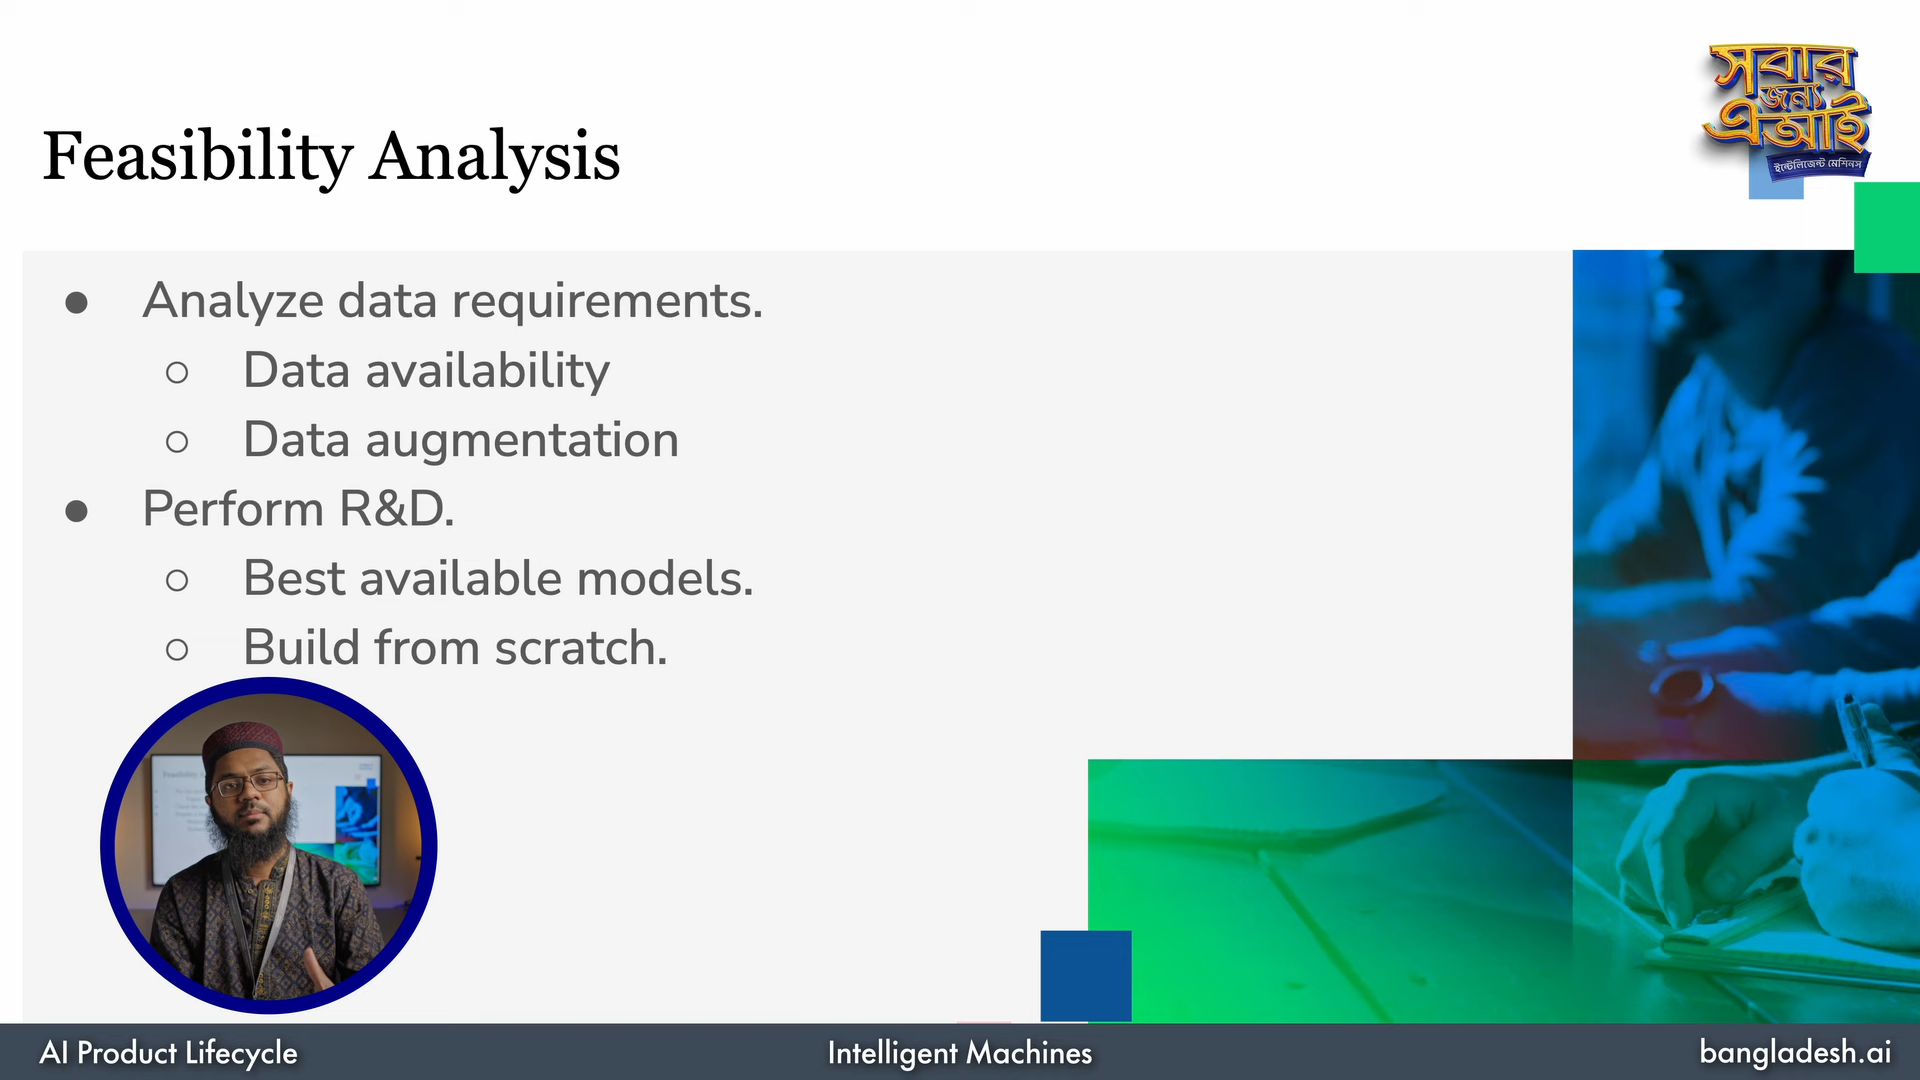 সবার
জন্য
এআই
ইন্টেলিজেন্ট মেশিনস
Feasibility Analysis
● Analyze data requirements.
○ Data availability
○ Data augmentation
● Perform R&D.
○ Best available models.
○ Build from scratch.
AI Product Lifecycle
Intelligent Machines
bangladesh.ai